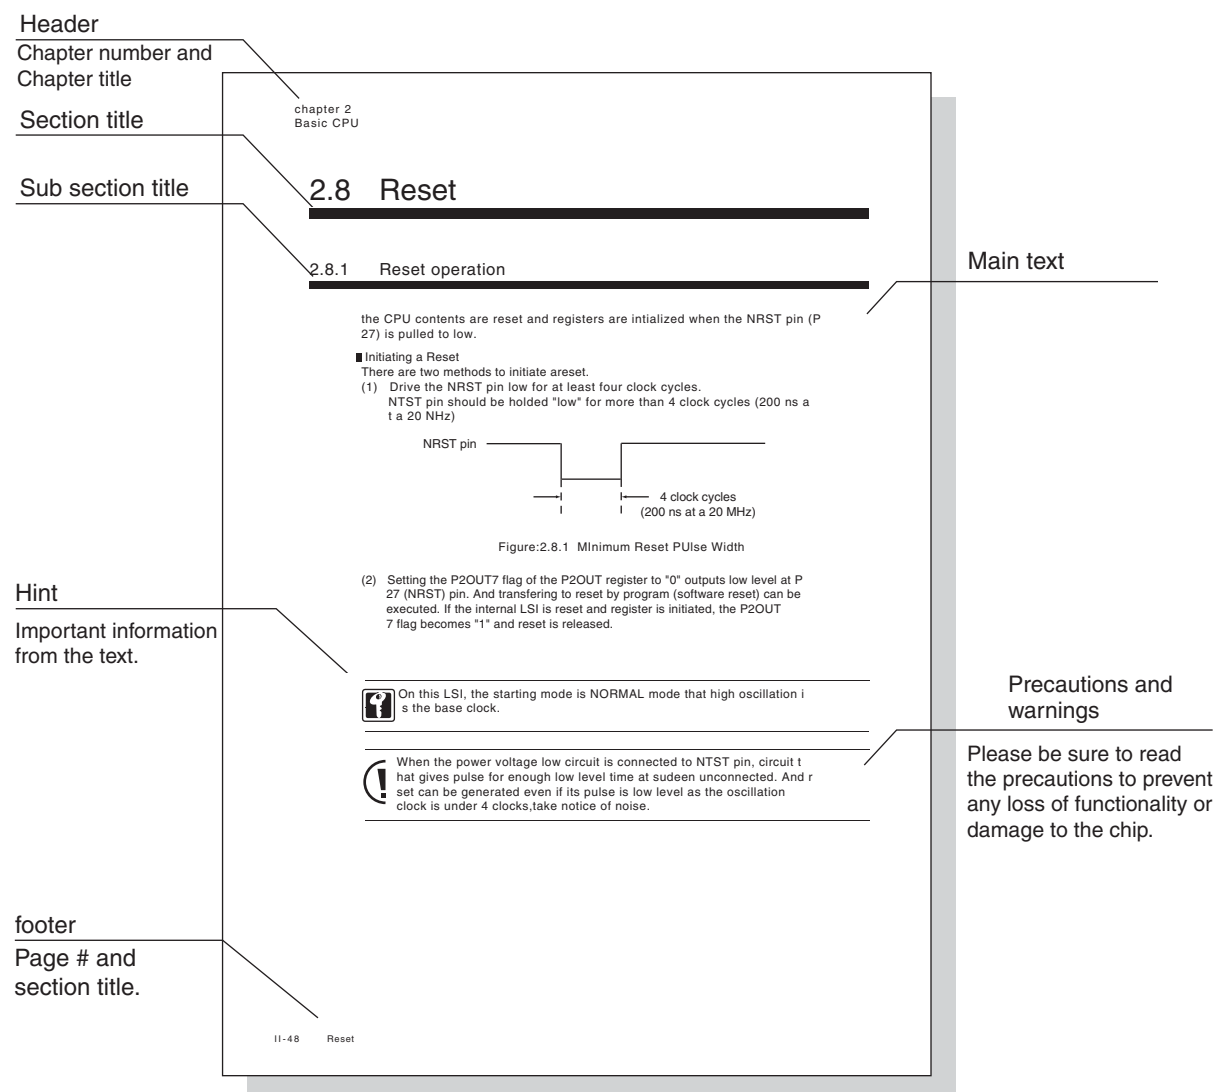 Header
Chapter number and
Chapter title
Section title
Sub section title
chapter 2
Basic CPU
2.8 Reset
2.8.1 Reset operation
Main text
the CPU contents are reset and registers are intialized when the NRST pin (P
27) is pulled to low.
Initiating a Reset
There are two methods to initiate areset.
(1) Drive the NRST pin low for at least four clock cycles.
NTST pin should be holded "low" for more than 4 clock cycles (200 ns a
t a 20 NHz)
NRST pin
4 clock cycles
(200 ns at a 20 MHz)
Figure:2.8.1 MInimum Reset PUlse Width
(2) Setting the P2OUT7 flag of the P2OUT register to "0" outputs low level at P
27 (NRST) pin. And transfering to reset by program (software reset) can be
executed. If the internal LSI is reset and register is initiated, the P2OUT
7 flag becomes "1" and reset is released.
Hint
Important information
from the text.
On this LSI, the starting mode is NORMAL mode that high oscillation i
s the base clock.
Precautions and
warnings
Please be sure to read
the precautions to prevent
any loss of functionality or
damage to the chip.
When the power voltage low circuit is connected to NTST pin, circuit t
hat gives pulse for enough low level time at sudeen unconnected. And r
set can be generated even if its pulse is low level as the oscillation
clock is under 4 clocks,take notice of noise.
footer
Page # and
section title.
II-48 Reset